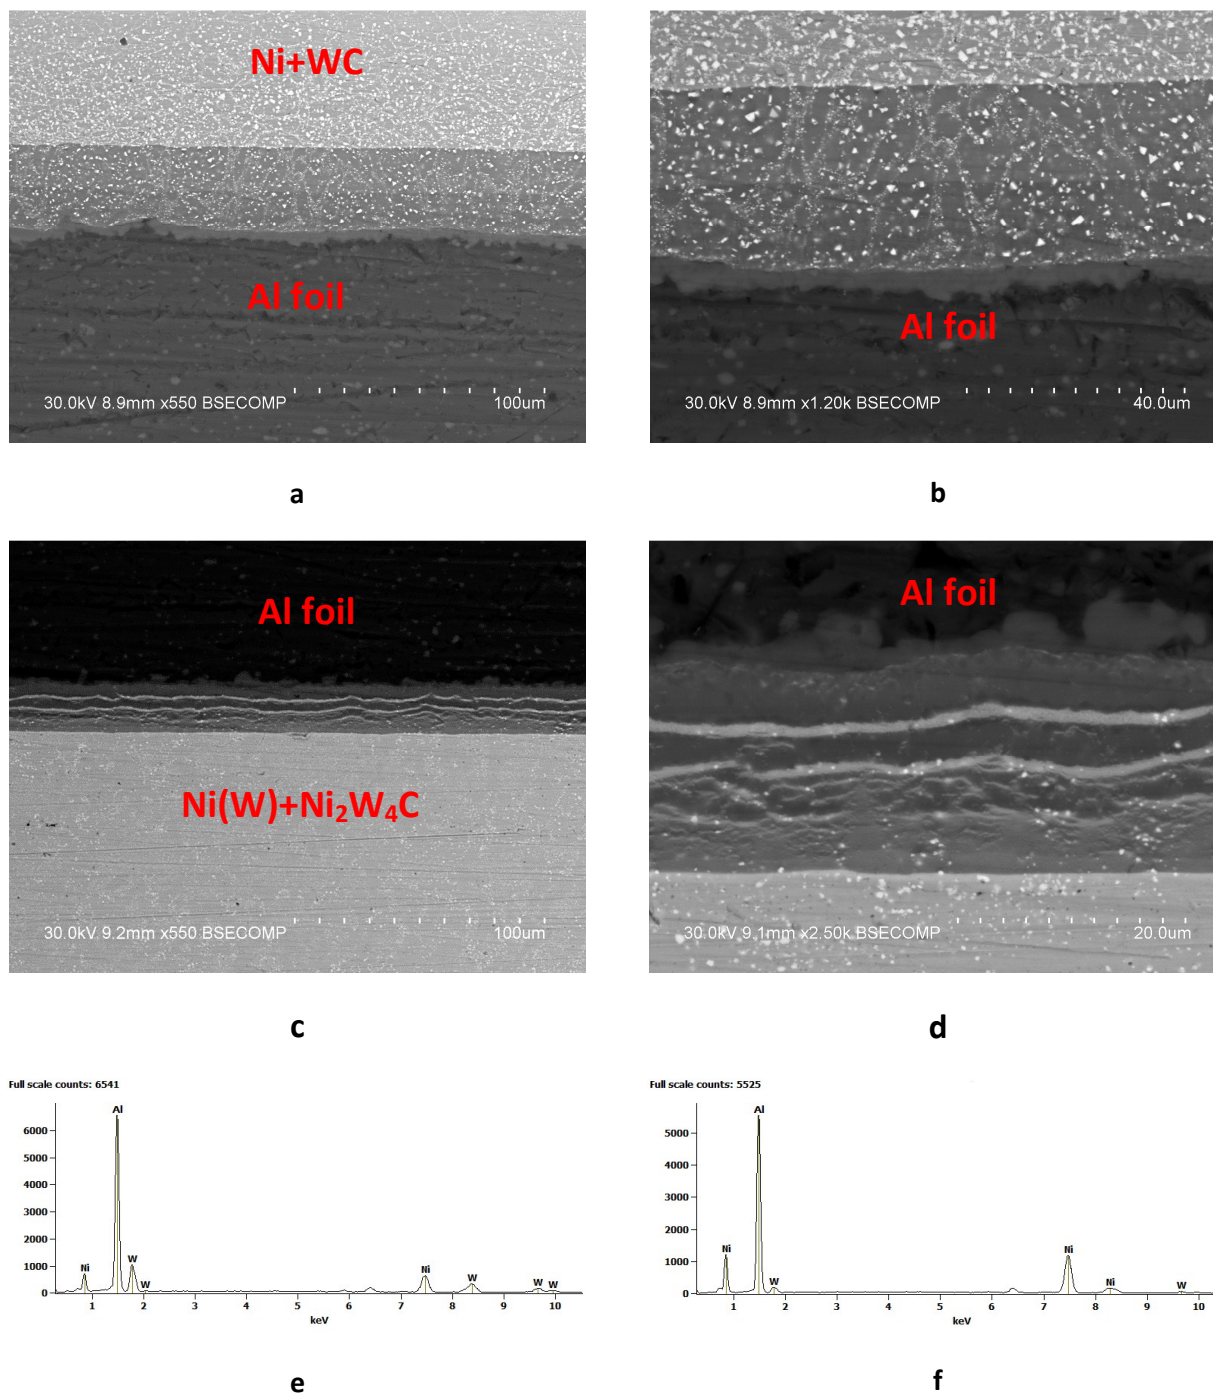 Ni+WC
Al foil
30.0kV 8.9mm x550 BSECOMP 100um
a
Al foil
30.0kV 8.9mm x1.20k BSECOMP 40.0um
b
Al foil
Ni(W)+Ni₂W₄C
30.0kV 9.2mm x550 BSECOMP 100um
c
Al foil
30.0kV 9.1mm x2.50k BSECOMP 20.0um
d
Full scale counts: 6541
Al
6000
5000
4000
3000
2000
W
1000
Ni
Ni
W
W
W
W
0
1 2 3 4 5 6 7 8 9 10
keV
e
Full scale counts: 5525
Al
5000
4000
3000
2000
Ni
Ni
1000
W
Ni
W
0
1 2 3 4 5 6 7 8 9 10
keV
f